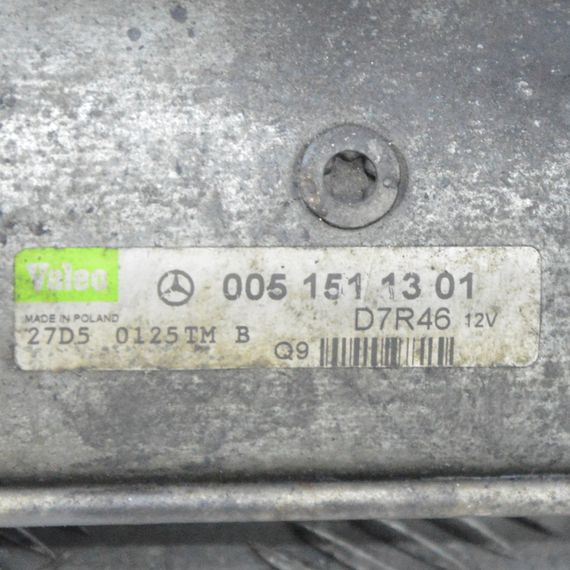 Valeo 005 151 13 01
MADE IN POLAND D7R46 12V
27D5 0125TM B
Q9